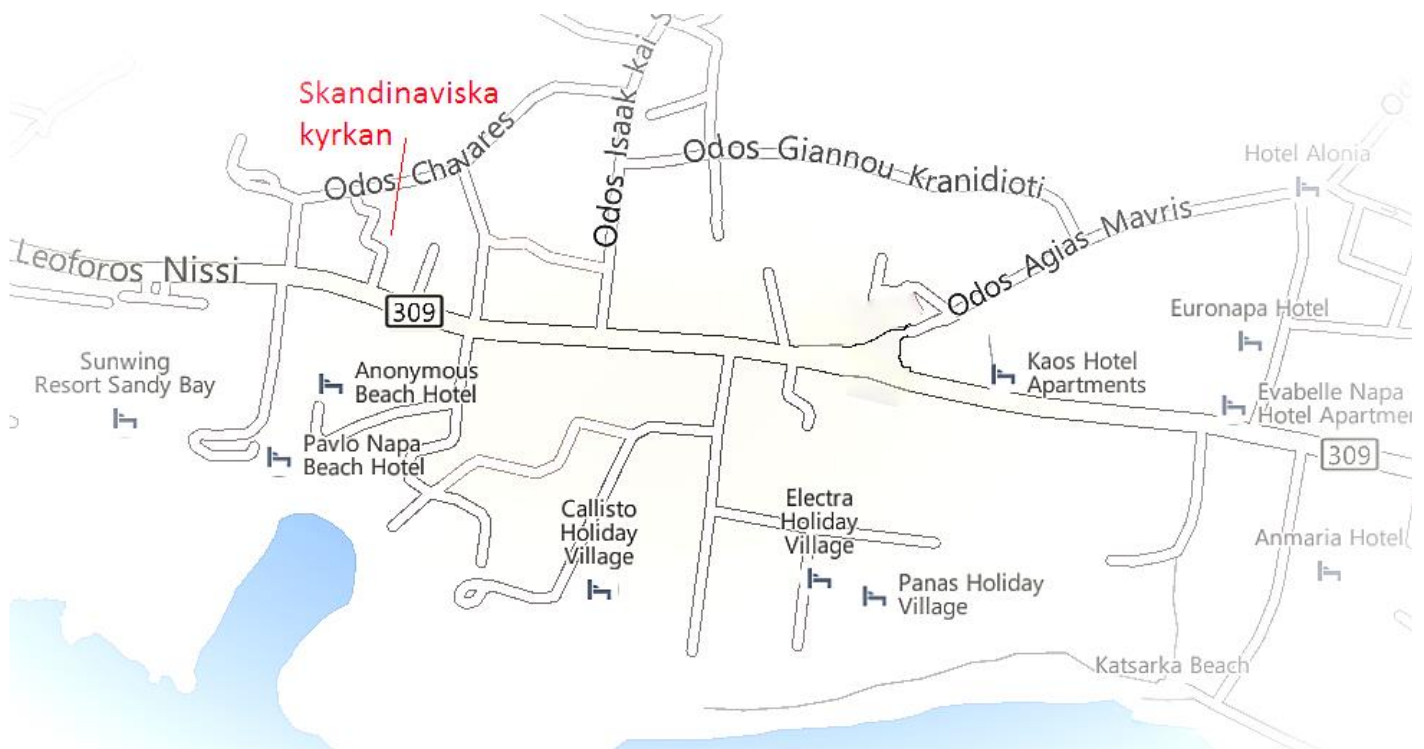 Skandinaviska
kyrkan
Odos Isaak kai
Odos Chavares
Odos Giannou Kranidioti
Hotel Alonia
Odos Agias Mavris
Leoforos Nissi
309
Euronapa Hotel
Sunwing
Resort Sandy Bay
Anonymous
Beach Hotel
Kaos Hotel
Apartments
Evabelle Napa
Hotel Apartmen
309
Pavlo Napa
Beach Hotel
Callisto
Holiday
Village
Electra
Holiday
Village
Anmaria Hotel
Panas Holiday
Village
Katsarka Beach